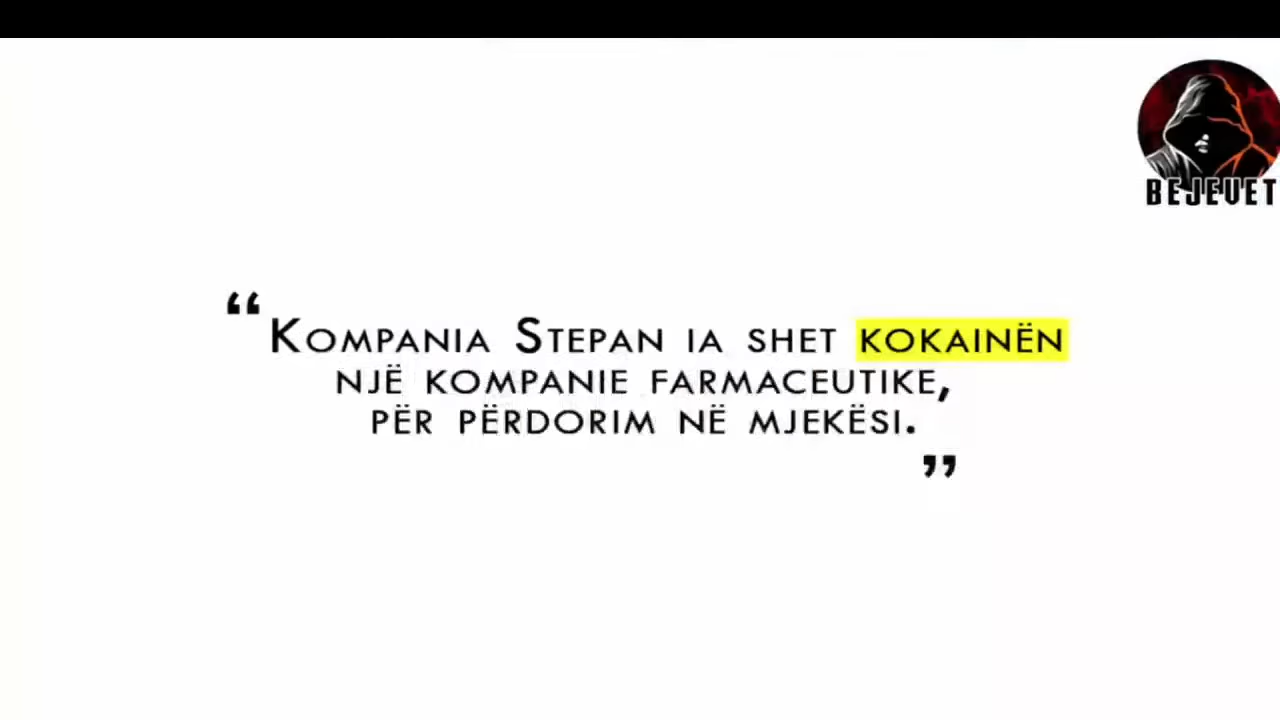 BEJEVET
“Kompania Stepan ia shet kokainën
një kompanie farmaceutike,
për përdorim në mjekësi.”